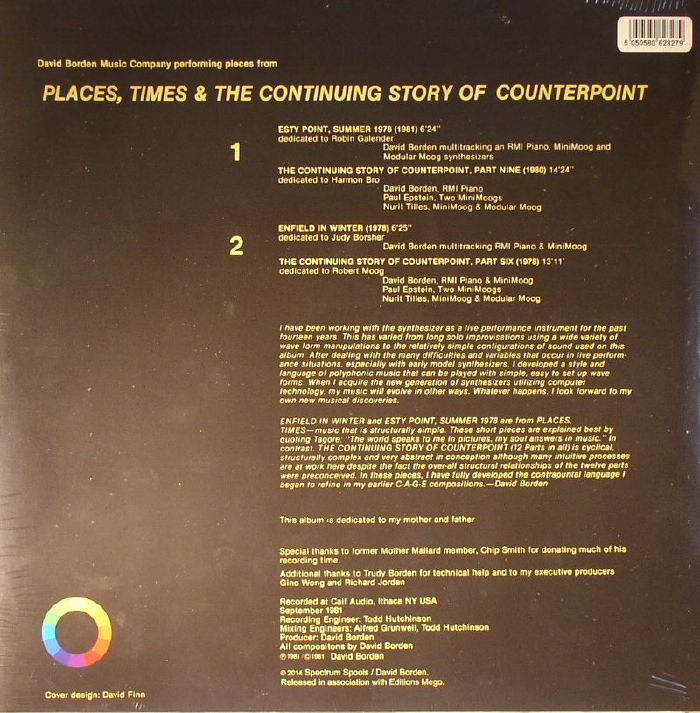 5 050580 623279
David Borden Music Company performing pieces from
PLACES, TIMES & THE CONTINUING STORY OF COUNTERPOINT
1
ESTY POINT, SUMMER 1978 (1981) 6'24"
dedicated to Robin Galender
David Borden multitracking an RMI Piano, MiniMoog and
Modular Moog synthesizers
THE CONTINUING STORY OF COUNTERPOINT, PART NINE (1980) 14'24"
dedicated to Harmon Bro
David Borden, RMI Piano
Paul Epstein, Two MiniMoogs
Nurit Tilles, MiniMoog & Modular Moog
2
ENFIELD IN WINTER (1978) 6'25"
dedicated to Judy Borsher
David Borden multitracking RMI Piano & MiniMoog
THE CONTINUING STORY OF COUNTERPOINT, PART SIX (1978) 13'11'
dedicated to Robert Moog
David Borden, RMI Piano & MiniMoog
Paul Epstein, Two MiniMoogs
Nurit Tilles, MiniMoog & Modular Moog
I have been working with the synthesizer as a live performance instrument for the past
fourteen years. This has varied from long solo improvisations using a wide variety of
wave form manipulations to the relatively simple configurations of sound used on this
album. After dealing with the many difficulties and variables that occur in live perform-
ance situations, especially with early model synthesizers, I developed a style and
language of polyphonic music that can be played with simple, easy to set up wave
forms. When I acquire the new generation of synthesizers utilizing computer
technology, my music will evolve in other ways. Whatever happens, I look forward to my
own new musical discoveries.
ENFIELD IN WINTER and ESTY POINT, SUMMER 1978 are from PLACES,
TIMES—music that is structurally simple. These short pieces are explained best by
quoting Tagore: "The world speaks to me in pictures, my soul answers in music." In
contrast, THE CONTINUING STORY OF COUNTERPOINT (12 Parts in all) is cyclical,
structurally complex and very abstract in conception although many intuitive processes
are at work here despite the fact the over-all structural relationships of the twelve parts
were preconceived. In these pieces, I have fully developed the contrapuntal language I
began to refine in my earlier C-A-G-E compositions.—David Borden
This album is dedicated to my mother and father
Special thanks to former Mother Mallard member, Chip Smith for donating much of his
recording time
Additional thanks to Trudy Borden for technical help and to my executive producers
Gino Wong and Richard Jordan
Recorded at Call Audio, Ithaca NY USA
September 1981
Recording Engineer: Todd Hutchinson
Mixing Engineers: Alfred Grunwell, Todd Hutchinson
Producer: David Borden
All compositons by David Borden
℗ 1981 / © 1981 David Borden
© 2014 Spectrum Spools / David Borden.
Released in association with Editions Mego.
Cover design: David Finn